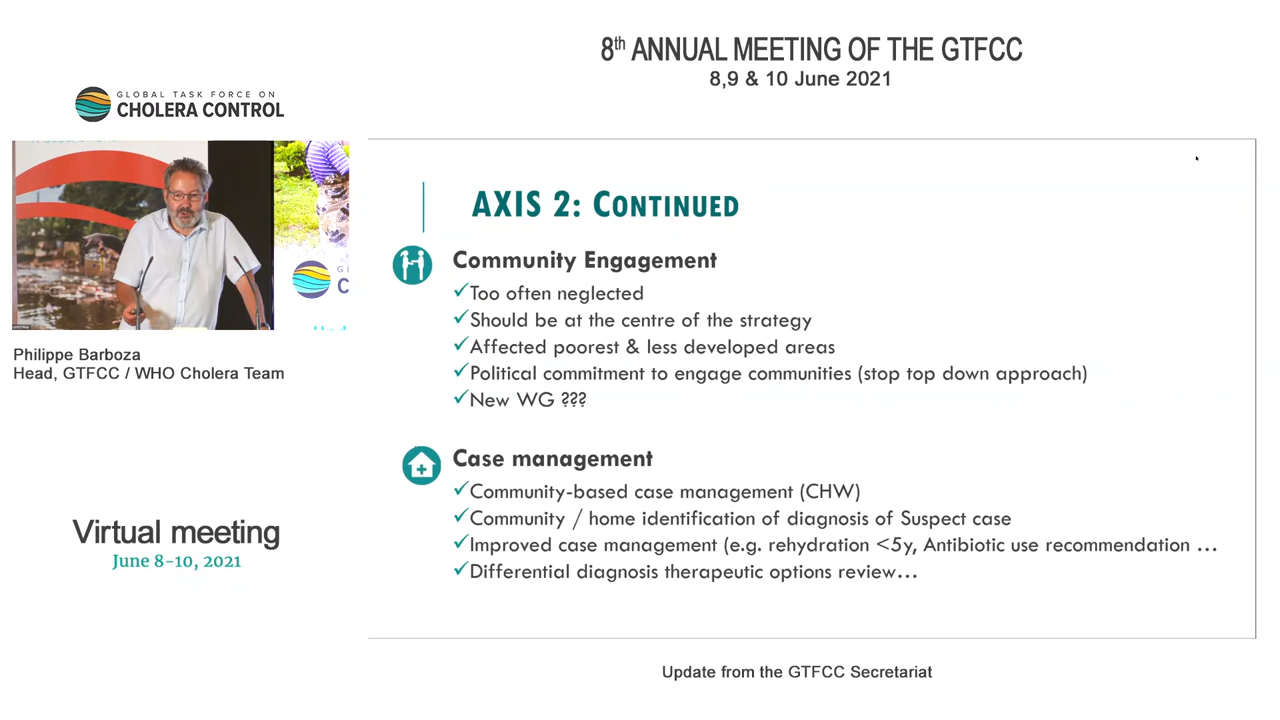 8th ANNUAL MEETING OF THE GTFCC
8,9 & 10 June 2021
GLOBAL TASK FORCE ON
CHOLERA CONTROL
Philippe Barboza
Head, GTFCC / WHO Cholera Team
Virtual meeting
June 8-10, 2021
AXIS 2: CONTINUED
Community Engagement
✓Too often neglected
✓Should be at the centre of the strategy
✓Affected poorest & less developed areas
✓Political commitment to engage communities (stop top down approach)
✓New WG ???
Case management
✓Community-based case management (CHW)
✓Community / home identification of diagnosis of Suspect case
✓Improved case management (e.g. rehydration <5y, Antibiotic use recommendation ...
✓Differential diagnosis therapeutic options review...
Update from the GTFCC Secretariat